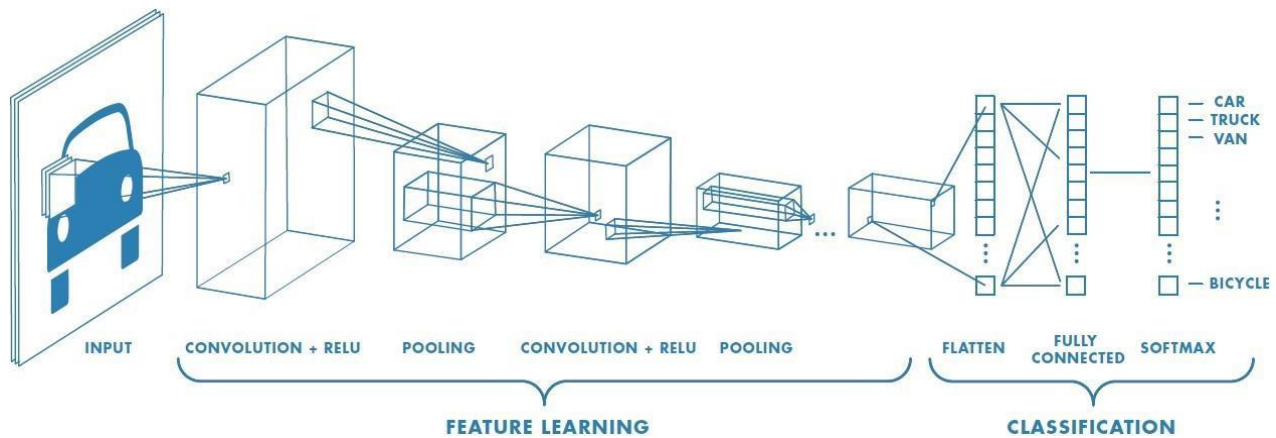 CAR
TRUCK
VAN
BICYCLE
INPUT
CONVOLUTION + RELU
POOLING
CONVOLUTION + RELU
POOLING
FLATTEN
FULLY
CONNECTED
SOFTMAX
FEATURE LEARNING
CLASSIFICATION